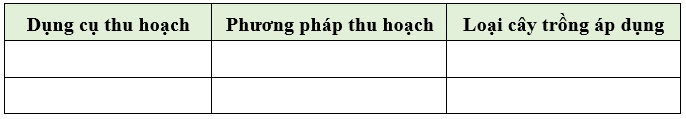 Dụng cụ thu hoạch Phương pháp thu hoạch Loại cây trồng áp dụng